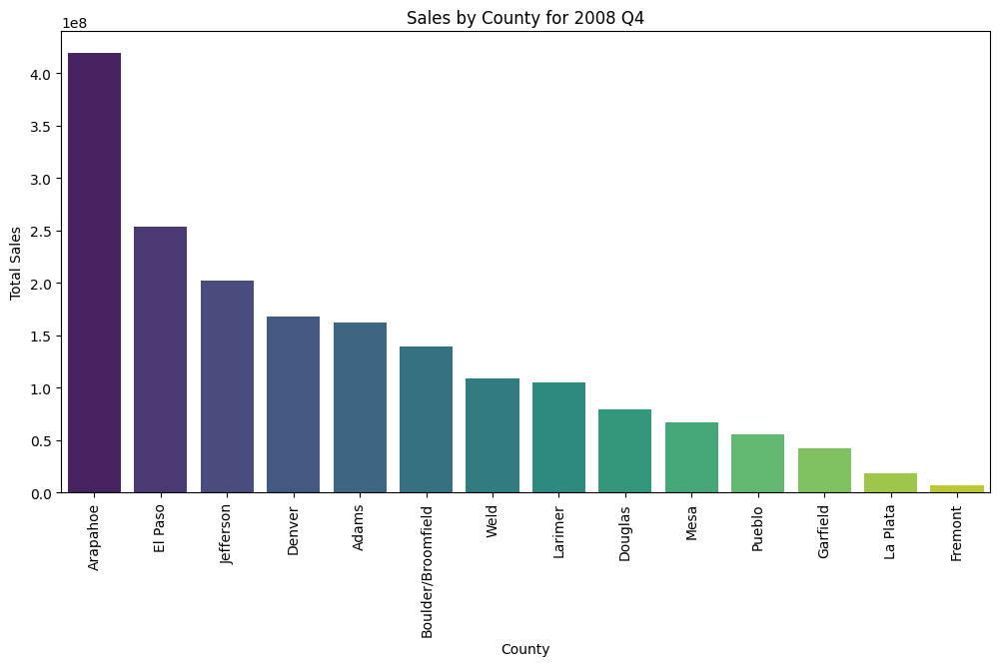 Sales by County for 2008 Q4
1e8
4.0
3.5
3.0
2.5
2.0
1.5
1.0
0.5
0.0
Total Sales
Arapahoe
El Paso
Jefferson
Denver
Adams
Boulder/Broomfield
Weld
Larimer
Douglas
Mesa
Pueblo
Garfield
La Plata
Fremont
County